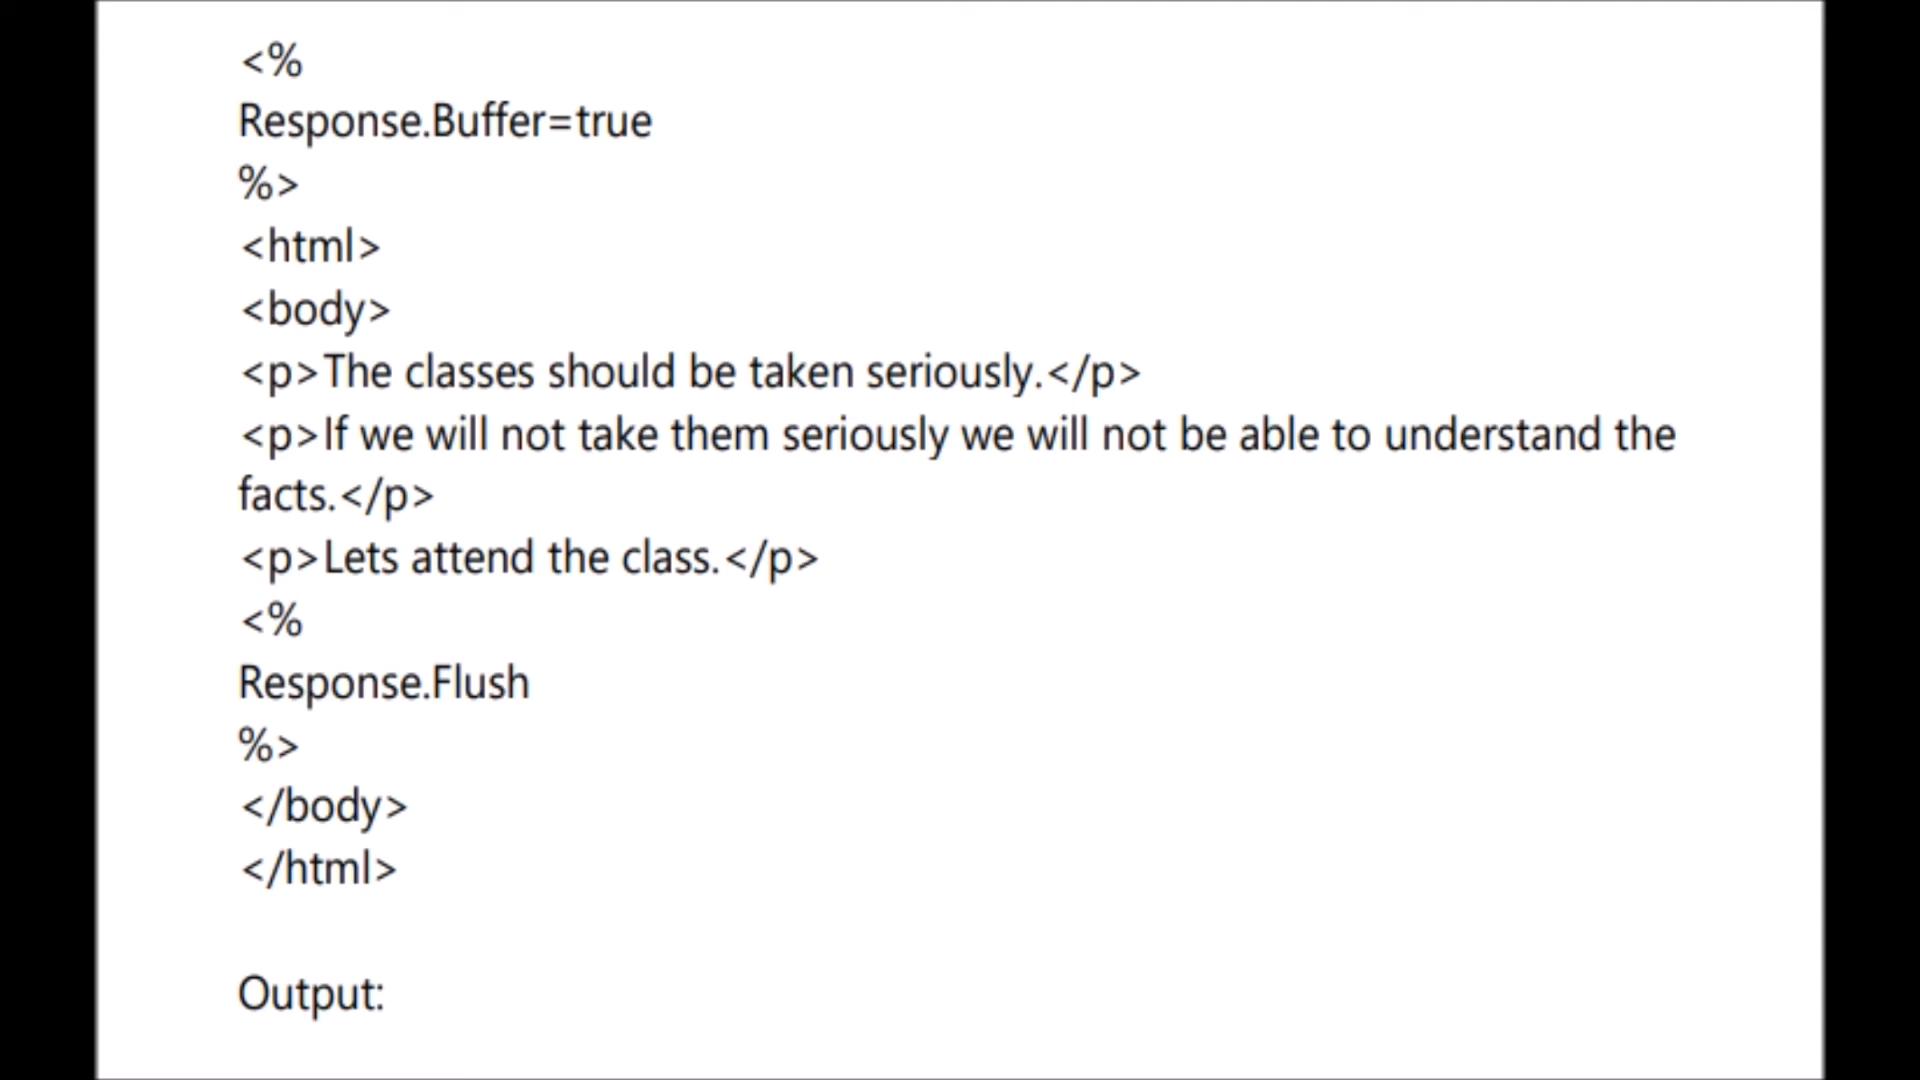 <%
Response.Buffer=true
%>
<html>
<body>
<p>The classes should be taken seriously.</p>
<p>If we will not take them seriously we will not be able to understand the
facts.</p>
<p>Lets attend the class.</p>
<%
Response.Flush
%>
</body>
</html>
Output: